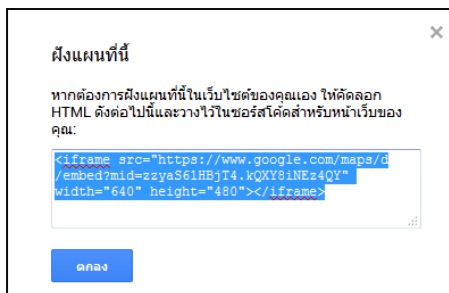 ฝังแผนที่นี้
หากต้องการฝังแผนที่นี้ในเว็บไซต์ของคุณเอง ให้คัดลอก
HTML ดังต่อไปนี้และวางไว้ในซอร์สโค้ดสำหรับหน้าเว็บของ
คุณ:
<iframe src="https://www.google.com/maps/d
/embed?mid=zzyaS61HBjT4.kQXY8iNEz4QY"
width="640" height="480"></iframe>
ตกลง